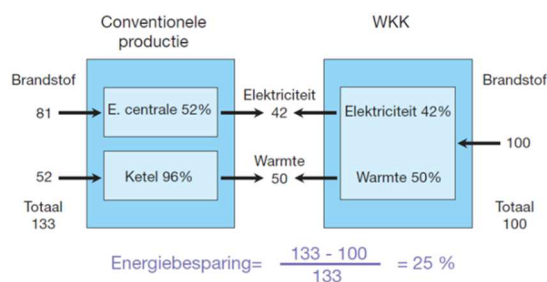 Conventionele
productie
WKK
Brandstof
81
52
Totaal
133
E. centrale 52%
Ketel 96%
Elektriciteit
42
Warmte
50
Elektriciteit 42%
Warmte 50%
Brandstof
100
Totaal
100
Energiebesparing= 133 - 100 / 133 = 25 %